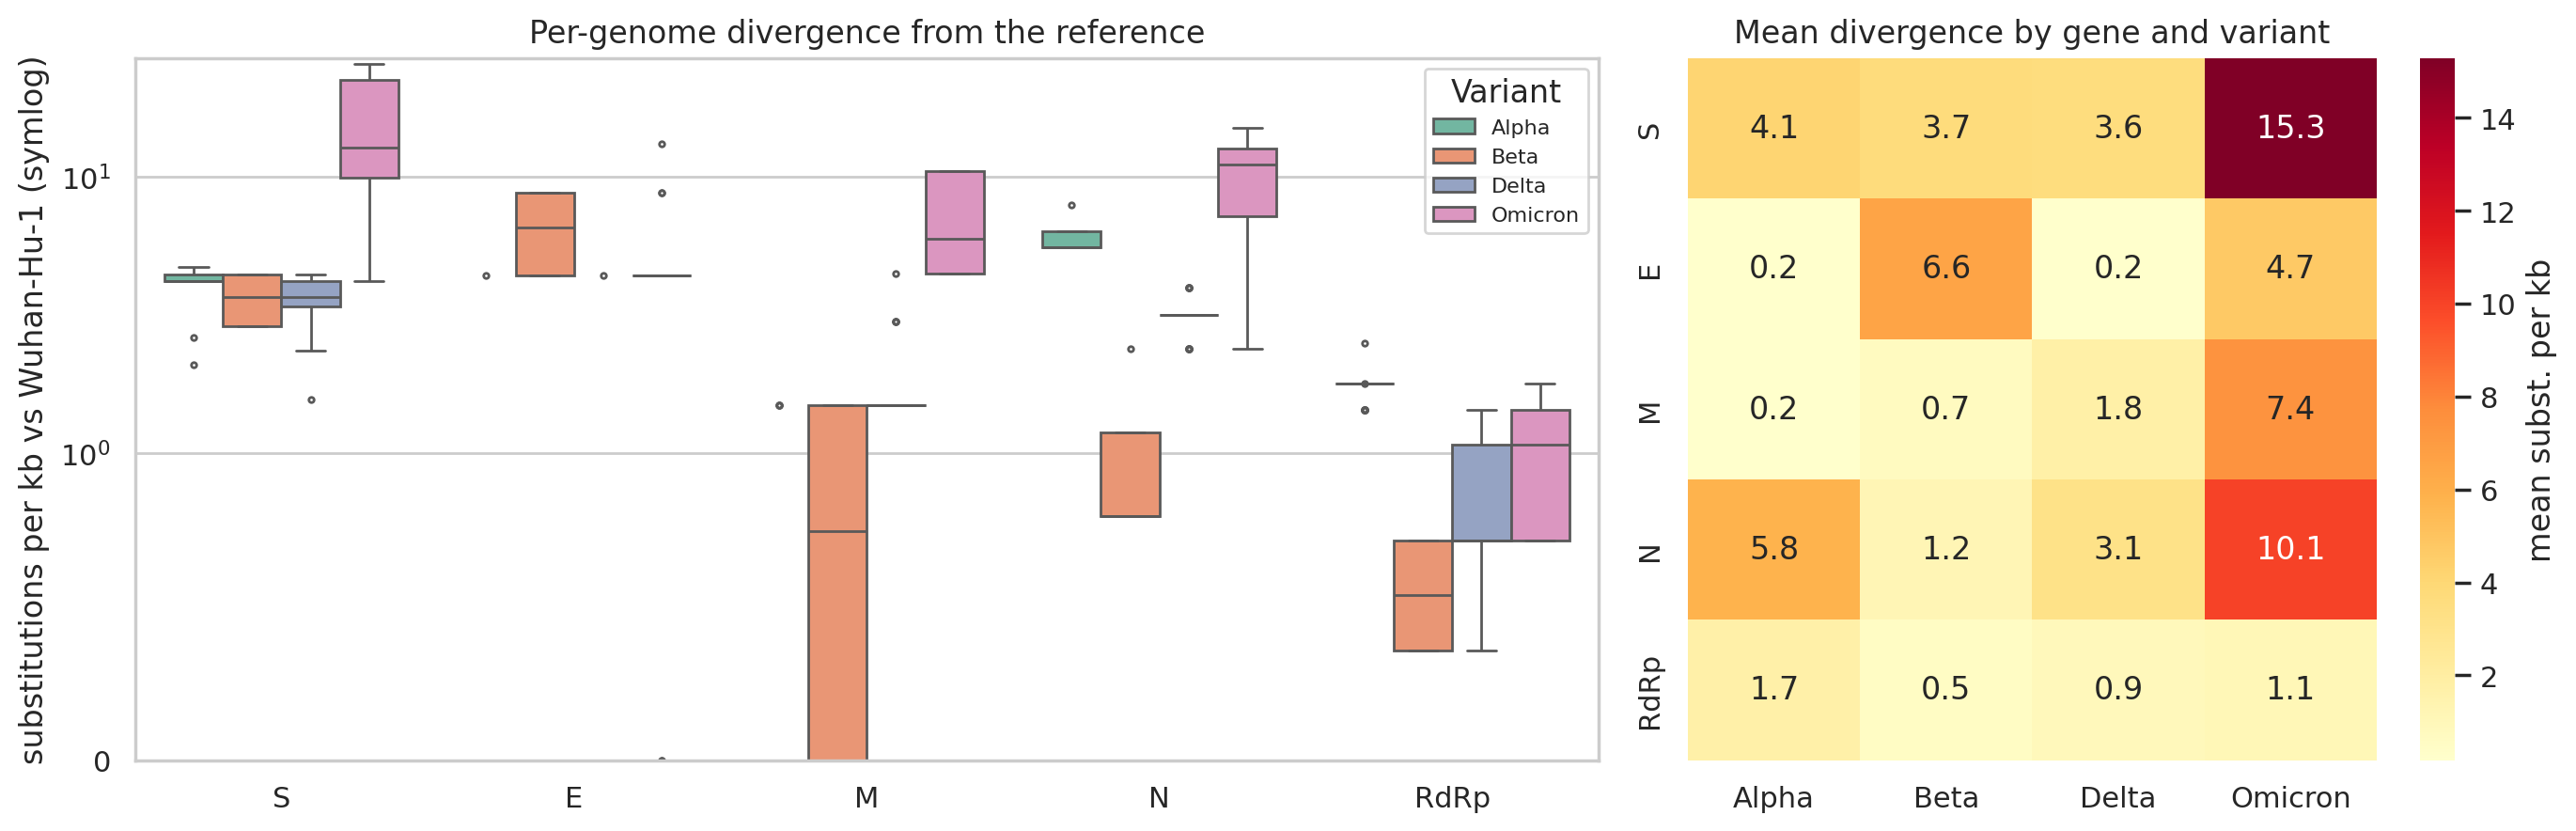 Per-genome divergence from the reference
substitutions per kb vs Wuhan-Hu-1 (symlog)
10¹
10⁰
0
S
E
M
N
RdRp
Variant
Alpha
Beta
Delta
Omicron
Mean divergence by gene and variant
S
4.1 3.7 3.6 15.3
E
0.2 6.6 0.2 4.7
M
0.2 0.7 1.8 7.4
N
5.8 1.2 3.1 10.1
RdRp
1.7 0.5 0.9 1.1
Alpha Beta Delta Omicron
14
12
10
8
6
4
2
mean subst. per kb